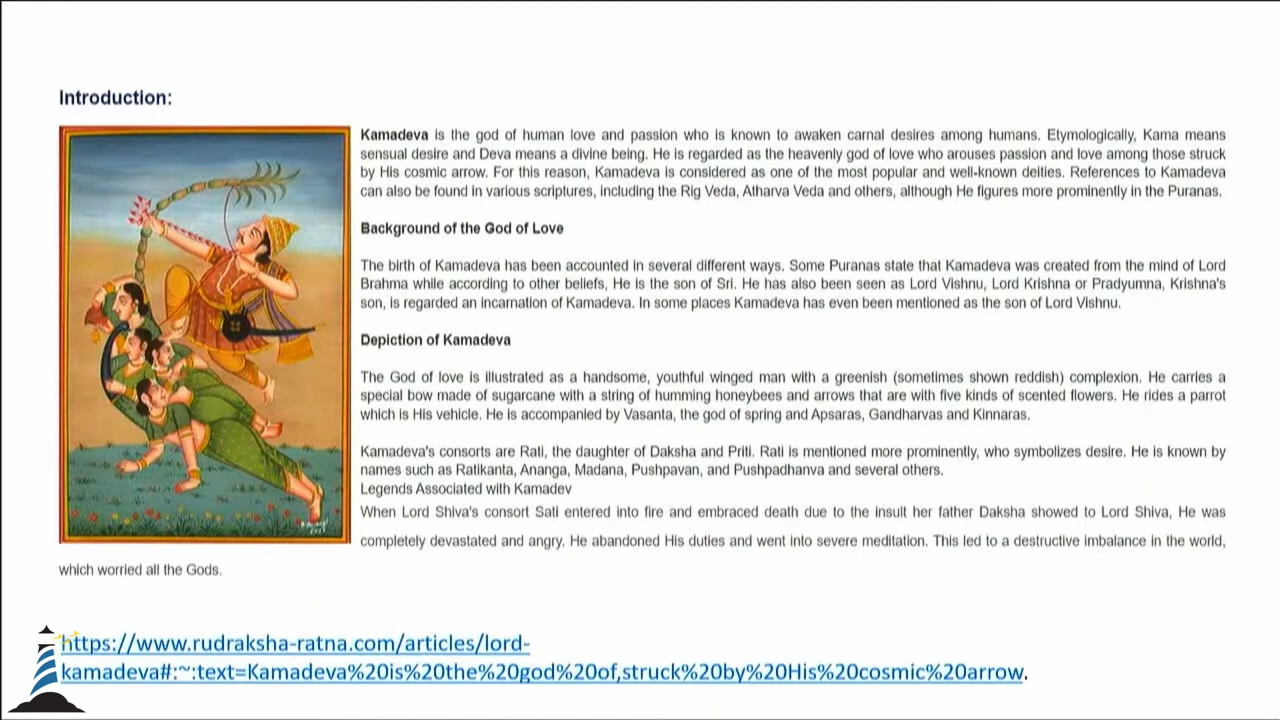 Introduction:
Kamadeva is the god of human love and passion who is known to awaken carnal desires among humans. Etymologically, Kama means
sensual desire and Deva means a divine being. He is regarded as the heavenly god of love who arouses passion and love among those struck
by His cosmic arrow. For this reason, Kamadeva is considered as one of the most popular and well-known deities. References to Kamadeva
can also be found in various scriptures, including the Rig Veda, Atharva Veda and others, although He figures more prominently in the Puranas.
Background of the God of Love
The birth of Kamadeva has been accounted in several different ways. Some Puranas state that Kamadeva was created from the mind of Lord
Brahma while according to other beliefs, He is the son of Sri. He has also been seen as Lord Vishnu, Lord Krishna or Pradyumna, Krishna's
son, is regarded an incarnation of Kamadeva. In some places Kamadeva has even been mentioned as the son of Lord Vishnu.
Depiction of Kamadeva
The God of love is illustrated as a handsome, youthful winged man with a greenish (sometimes shown reddish) complexion. He carries a
special bow made of sugarcane with a string of humming honeybees and arrows that are with five kinds of scented flowers. He rides a parrot
which is His vehicle. He is accompanied by Vasanta, the god of spring and Apsaras, Gandharvas and Kinnaras.
Kamadeva's consorts are Rati, the daughter of Daksha and Priti. Rati is mentioned more prominently, who symbolizes desire. He is known by
names such as Ratikanta, Ananga, Madana, Pushpavan, and Pushpadhanva and several others.
Legends Associated with Kamadev
When Lord Shiva's consort Sati entered into fire and embraced death due to the insult her father Daksha showed to Lord Shiva, He was
completely devastated and angry. He abandoned His duties and went into severe meditation. This led to a destructive imbalance in the world,
which worried all the Gods.
https://www.rudraksha-ratna.com/articles/lord-
kamadeva#:~:text=Kamadeva%20is%20the%20god%20of,struck%20by%20His%20cosmic%20arrow.